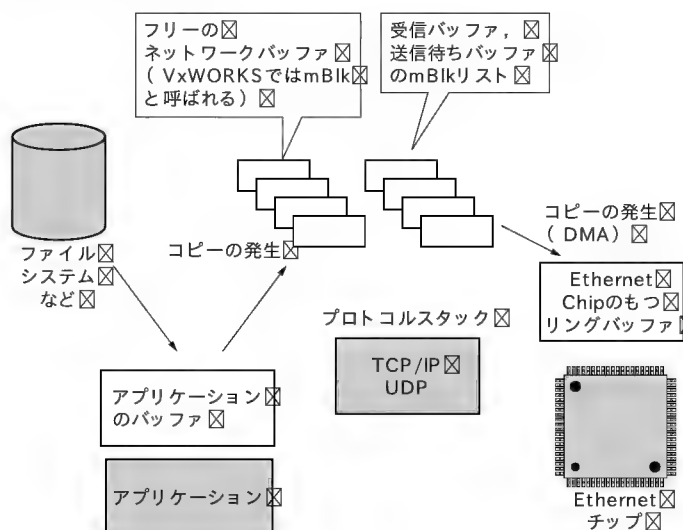 フリーの
ネットワークバッファ
( VxWORKSではmBlk
と呼ばれる )
受信バッファ，
送信待ちバッファ
のmBlkリスト
ファイル
システム
など
コピーの発生
コピーの発生
( DMA )
Ethernet
Chipのもつ
リングバッファ
プロトコルスタック
TCP/IP
UDP
アプリケーション
のバッファ
アプリケーション
Ethernet
チップ